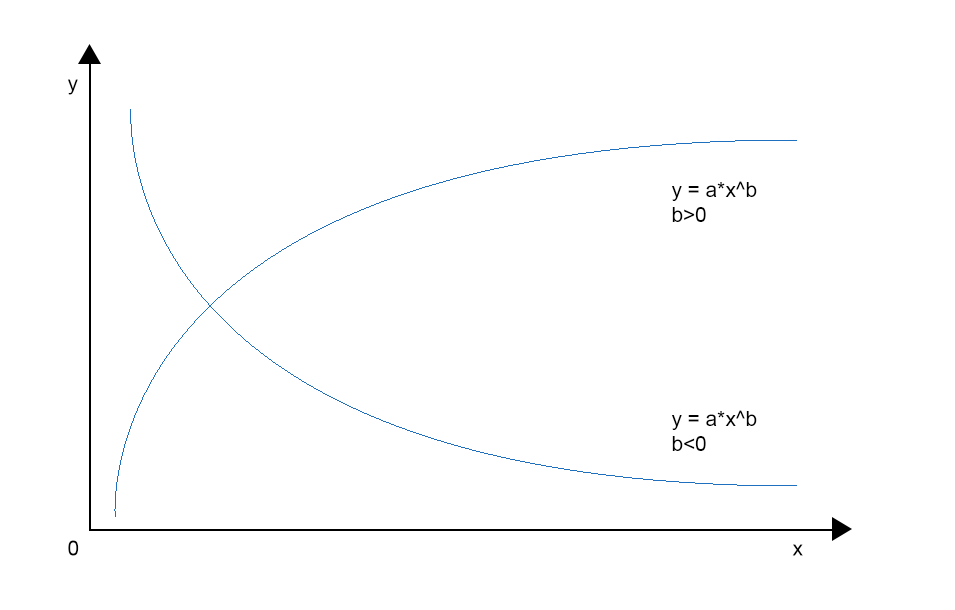 y
y = a*x^b
b>0
y = a*x^b
b<0
0
x